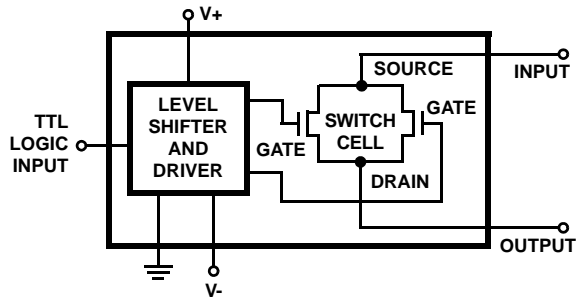 V+
SOURCE
INPUT
LEVEL
SHIFTER
AND
DRIVER
TTL
LOGIC
INPUT
GATE
SWITCH
CELL
GATE
DRAIN
OUTPUT
V-